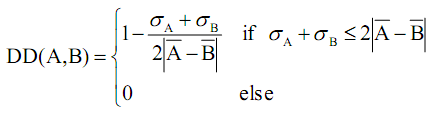 DD(A,B) = { 1 − (σ_A + σ_B) / (2|A̅ − B̅|)  if σ_A + σ_B ≤ 2|A̅ − B̅|
0  else